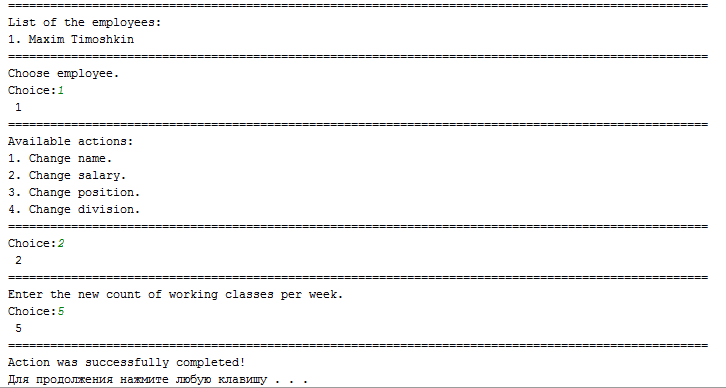 ====================================================================================================
List of the employees:
1. Maxim Timoshkin
====================================================================================================
Choose employee.
Choice:1
1
====================================================================================================
Available actions:
1. Change name.
2. Change salary.
3. Change position.
4. Change division.
====================================================================================================
Choice:2
2
====================================================================================================
Enter the new count of working classes per week.
Choice:5
5
====================================================================================================
Action was successfully completed!
Для продолжения нажмите любую клавишу . . .